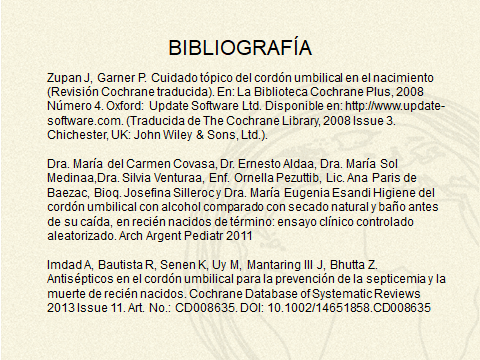 BIBLIOGRAFÍA
Zupan J, Garner P. Cuidado tópico del cordón umbilical en el nacimiento
(Revisión Cochrane traducida). En: La Biblioteca Cochrane Plus, 2008
Número 4. Oxford: Update Software Ltd. Disponible en: http://www.update-
software.com. (Traducida de The Cochrane Library, 2008 Issue 3.
Chichester, UK: John Wiley & Sons, Ltd.).
Dra. María del Carmen Covasa, Dr. Ernesto Aldaa, Dra. María Sol
Medinaa,Dra. Silvia Venturaa, Enf. Ornella Pezuttib, Lic. Ana Paris de
Baezac, Bioq. Josefina Silleroc y Dra. María Eugenia Esandi Higiene del
cordón umbilical con alcohol comparado con secado natural y baño antes
de su caída, en recién nacidos de término: ensayo clínico controlado
aleatorizado. Arch Argent Pediatr 2011
Imdad A, Bautista R, Senen K, Uy M, Mantaring III J, Bhutta Z.
Antisépticos en el cordón umbilical para la prevención de la septicemia y la
muerte de recién nacidos. Cochrane Database of Systematic Reviews
2013 Issue 11. Art. No.: CD008635. DOI: 10.1002/14651858.CD008635